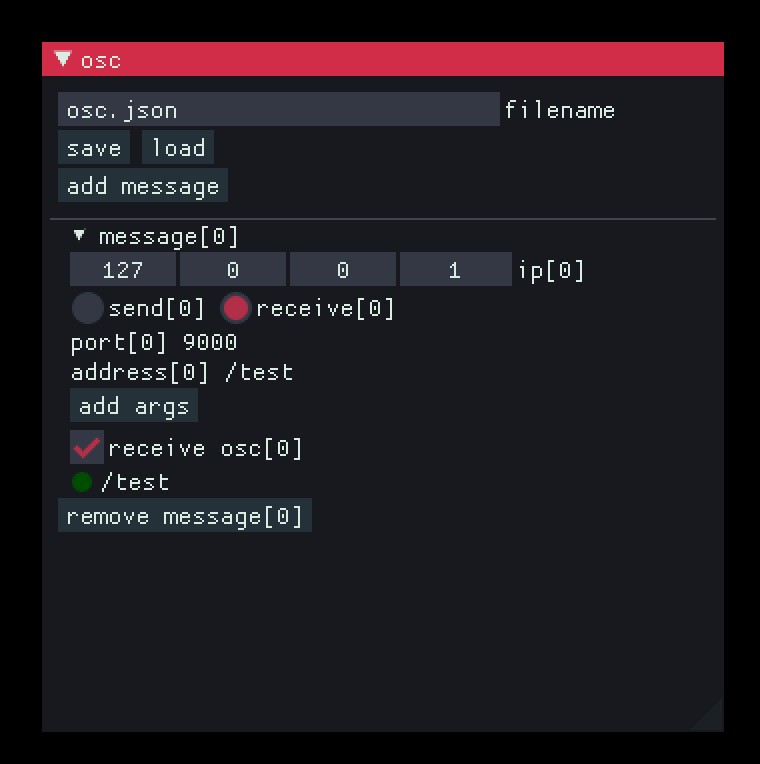 osc
osc.json filename
save load
add message
message[0]
127 0 0 1 ip[0]
send[0] receive[0]
port[0] 9000
address[0] /test
add args
receive osc[0]
/test
remove message[0]